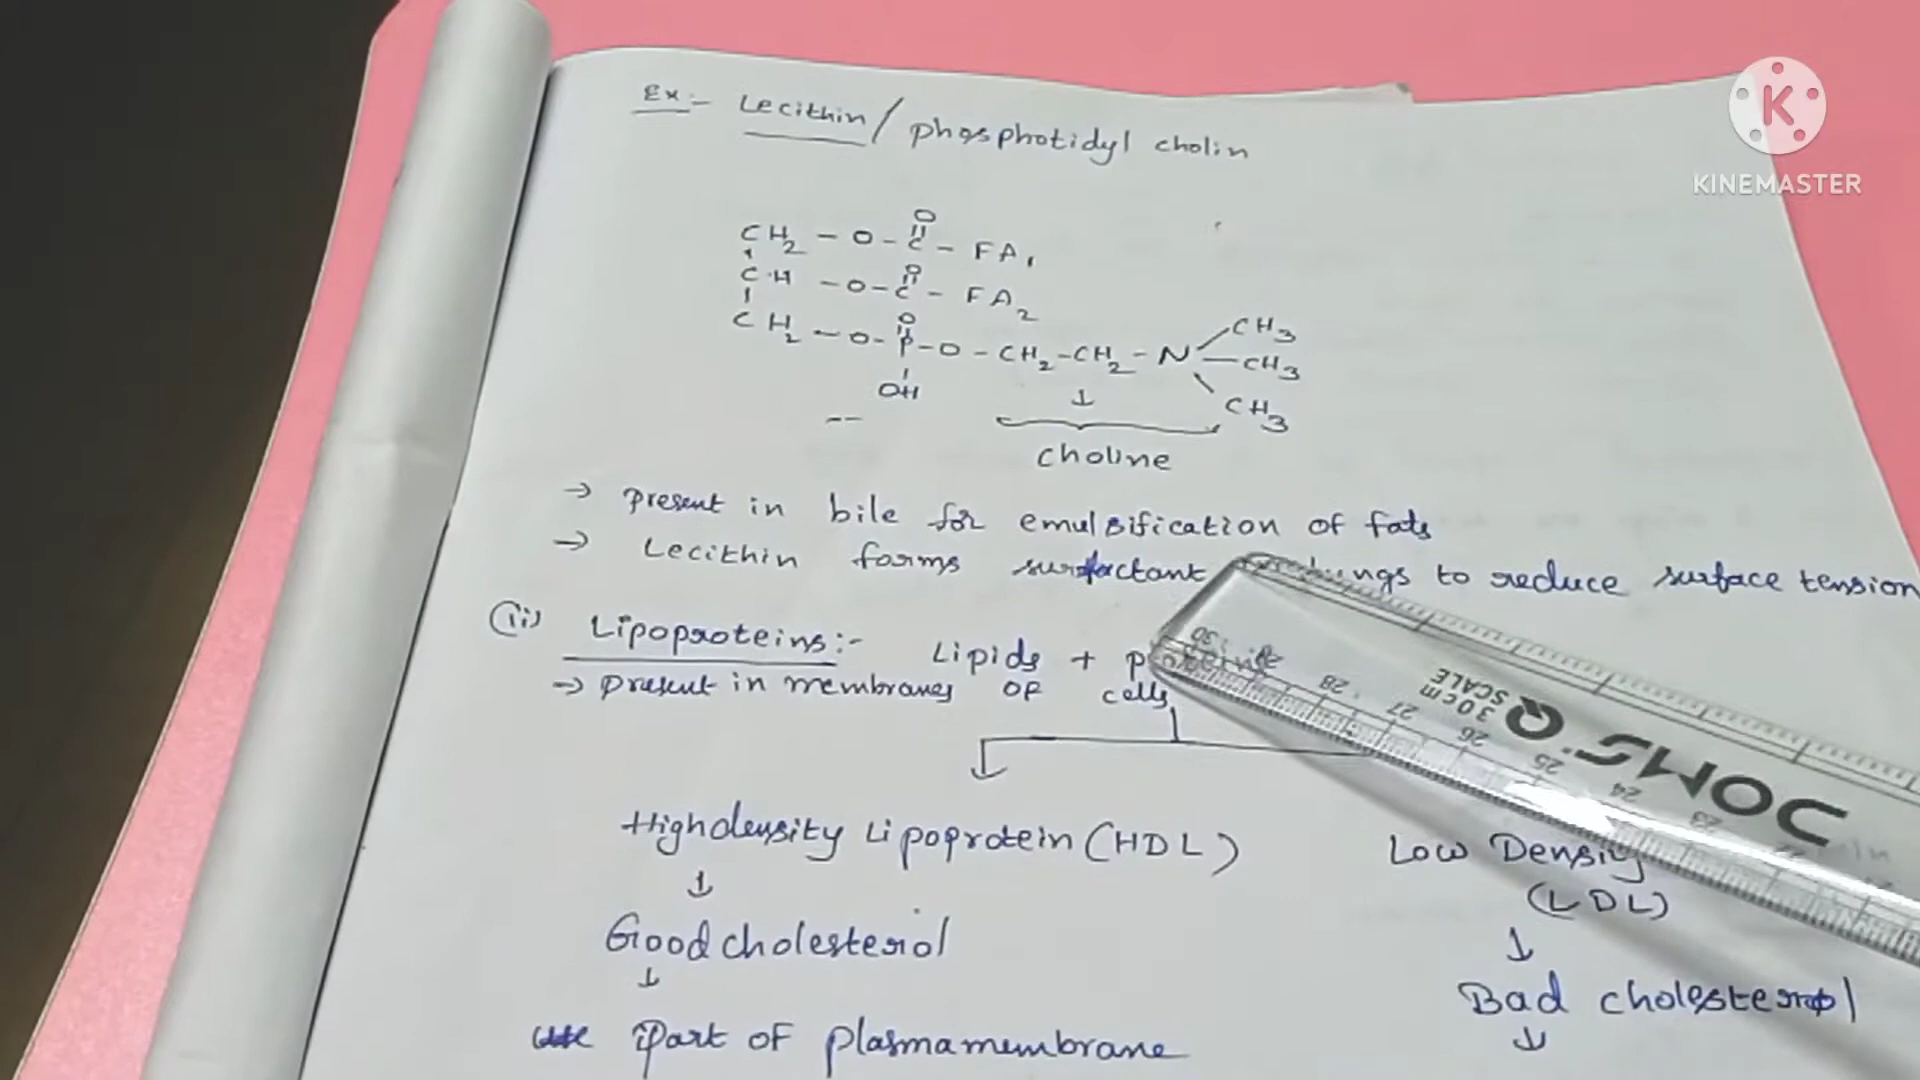 Ex:- Lecithin / phosphotidyl cholin
CH2 - O - C - FA1
O
CH - O - C - FA2
O
CH2 - O - P - O - CH2 - CH2 - N
O
OH
CH3
CH3
CH3
choline
→ present in bile for emulsification of fats
→ Lecithin forms surfactant lungs to reduce surface tension
(ii) Lipoproteins:- Lipids +
→ present in membranes of cells
High density Lipoprotein (HDL)
↓
Good cholesterol
↓
Part of plasmamembrane
Low Density
(LDL)
↓
Bad cholesterol
↓
30 28 27 26 25 24 23
30cm
SCALE
DOMS
KINEMASTER
K